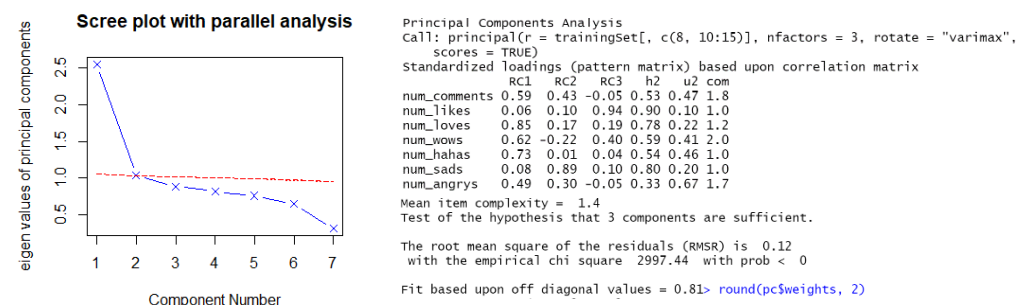 Scree plot with parallel analysis
eigen values of principal components
2.5
2.0
1.5
1.0
0.5
1 2 3 4 5 6 7
Component Number
Principal Components Analysis
Call: principal(r = trainingSet[, c(8, 10:15)], nfactors = 3, rotate = "varimax",
scores = TRUE)
Standardized loadings (pattern matrix) based upon correlation matrix
RC1 RC2 RC3 h2 u2 com
num_comments 0.59 0.43 -0.05 0.53 0.47 1.8
num_likes 0.06 0.10 0.94 0.90 0.10 1.0
num_loves 0.85 0.17 0.19 0.78 0.22 1.2
num_wows 0.62 -0.22 0.40 0.59 0.41 2.0
num_hahas 0.73 0.01 0.04 0.54 0.46 1.0
num_sads 0.08 0.89 0.10 0.80 0.20 1.0
num_angrys 0.49 0.30 -0.05 0.33 0.67 1.7
Mean item complexity = 1.4
Test of the hypothesis that 3 components are sufficient.
The root mean square of the residuals (RMSR) is 0.12
with the empirical chi square 2997.44 with prob < 0
Fit based upon off diagonal values = 0.81> round(pc$weights, 2)